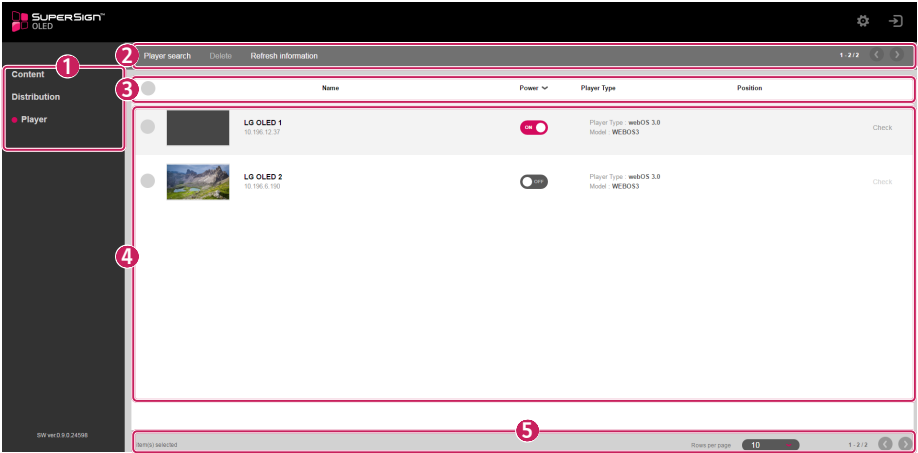 SUPERSIGN™
OLED
1
Content
Distribution
Player
2
Player search Delete Refresh information 1 - 2 / 2
3
Name Power Player Type Position
4
LG OLED 1
10.196.12.37
ON
Player Type : webOS 3.0
Model : WEBOS3
Check
LG OLED 2
10.196.6.190
OFF
Player Type : webOS 3.0
Model : WEBOS3
Check
5
SW ver.0.9.0.24598
item(s) selected
Rows per page 10 1 - 2 / 2